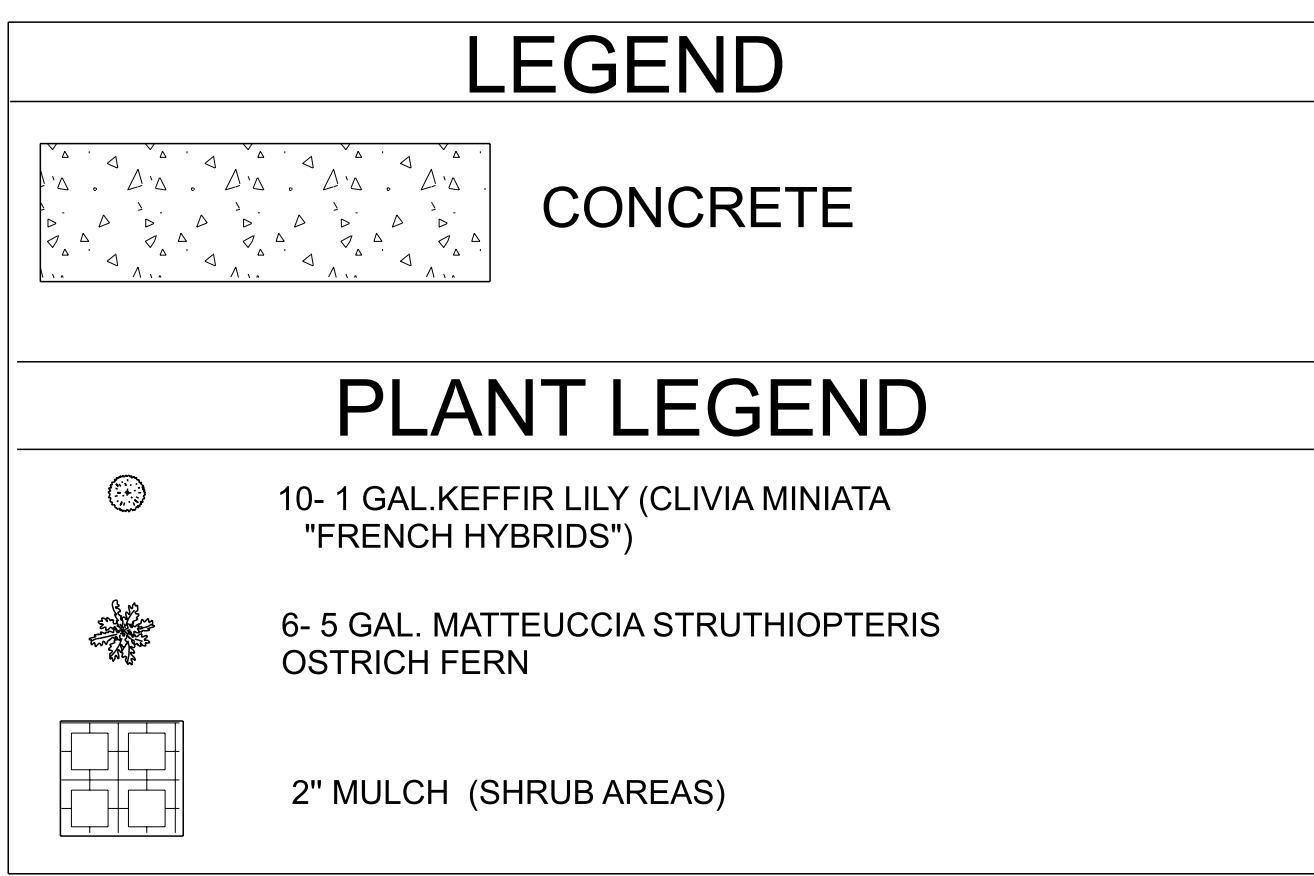 LEGEND
CONCRETE
PLANT LEGEND
10- 1 GAL.KEFFIR LILY (CLIVIA MINIATA
"FRENCH HYBRIDS")
6- 5 GAL. MATTEUCCIA STRUTHIOPTERIS
OSTRICH FERN
2" MULCH (SHRUB AREAS)